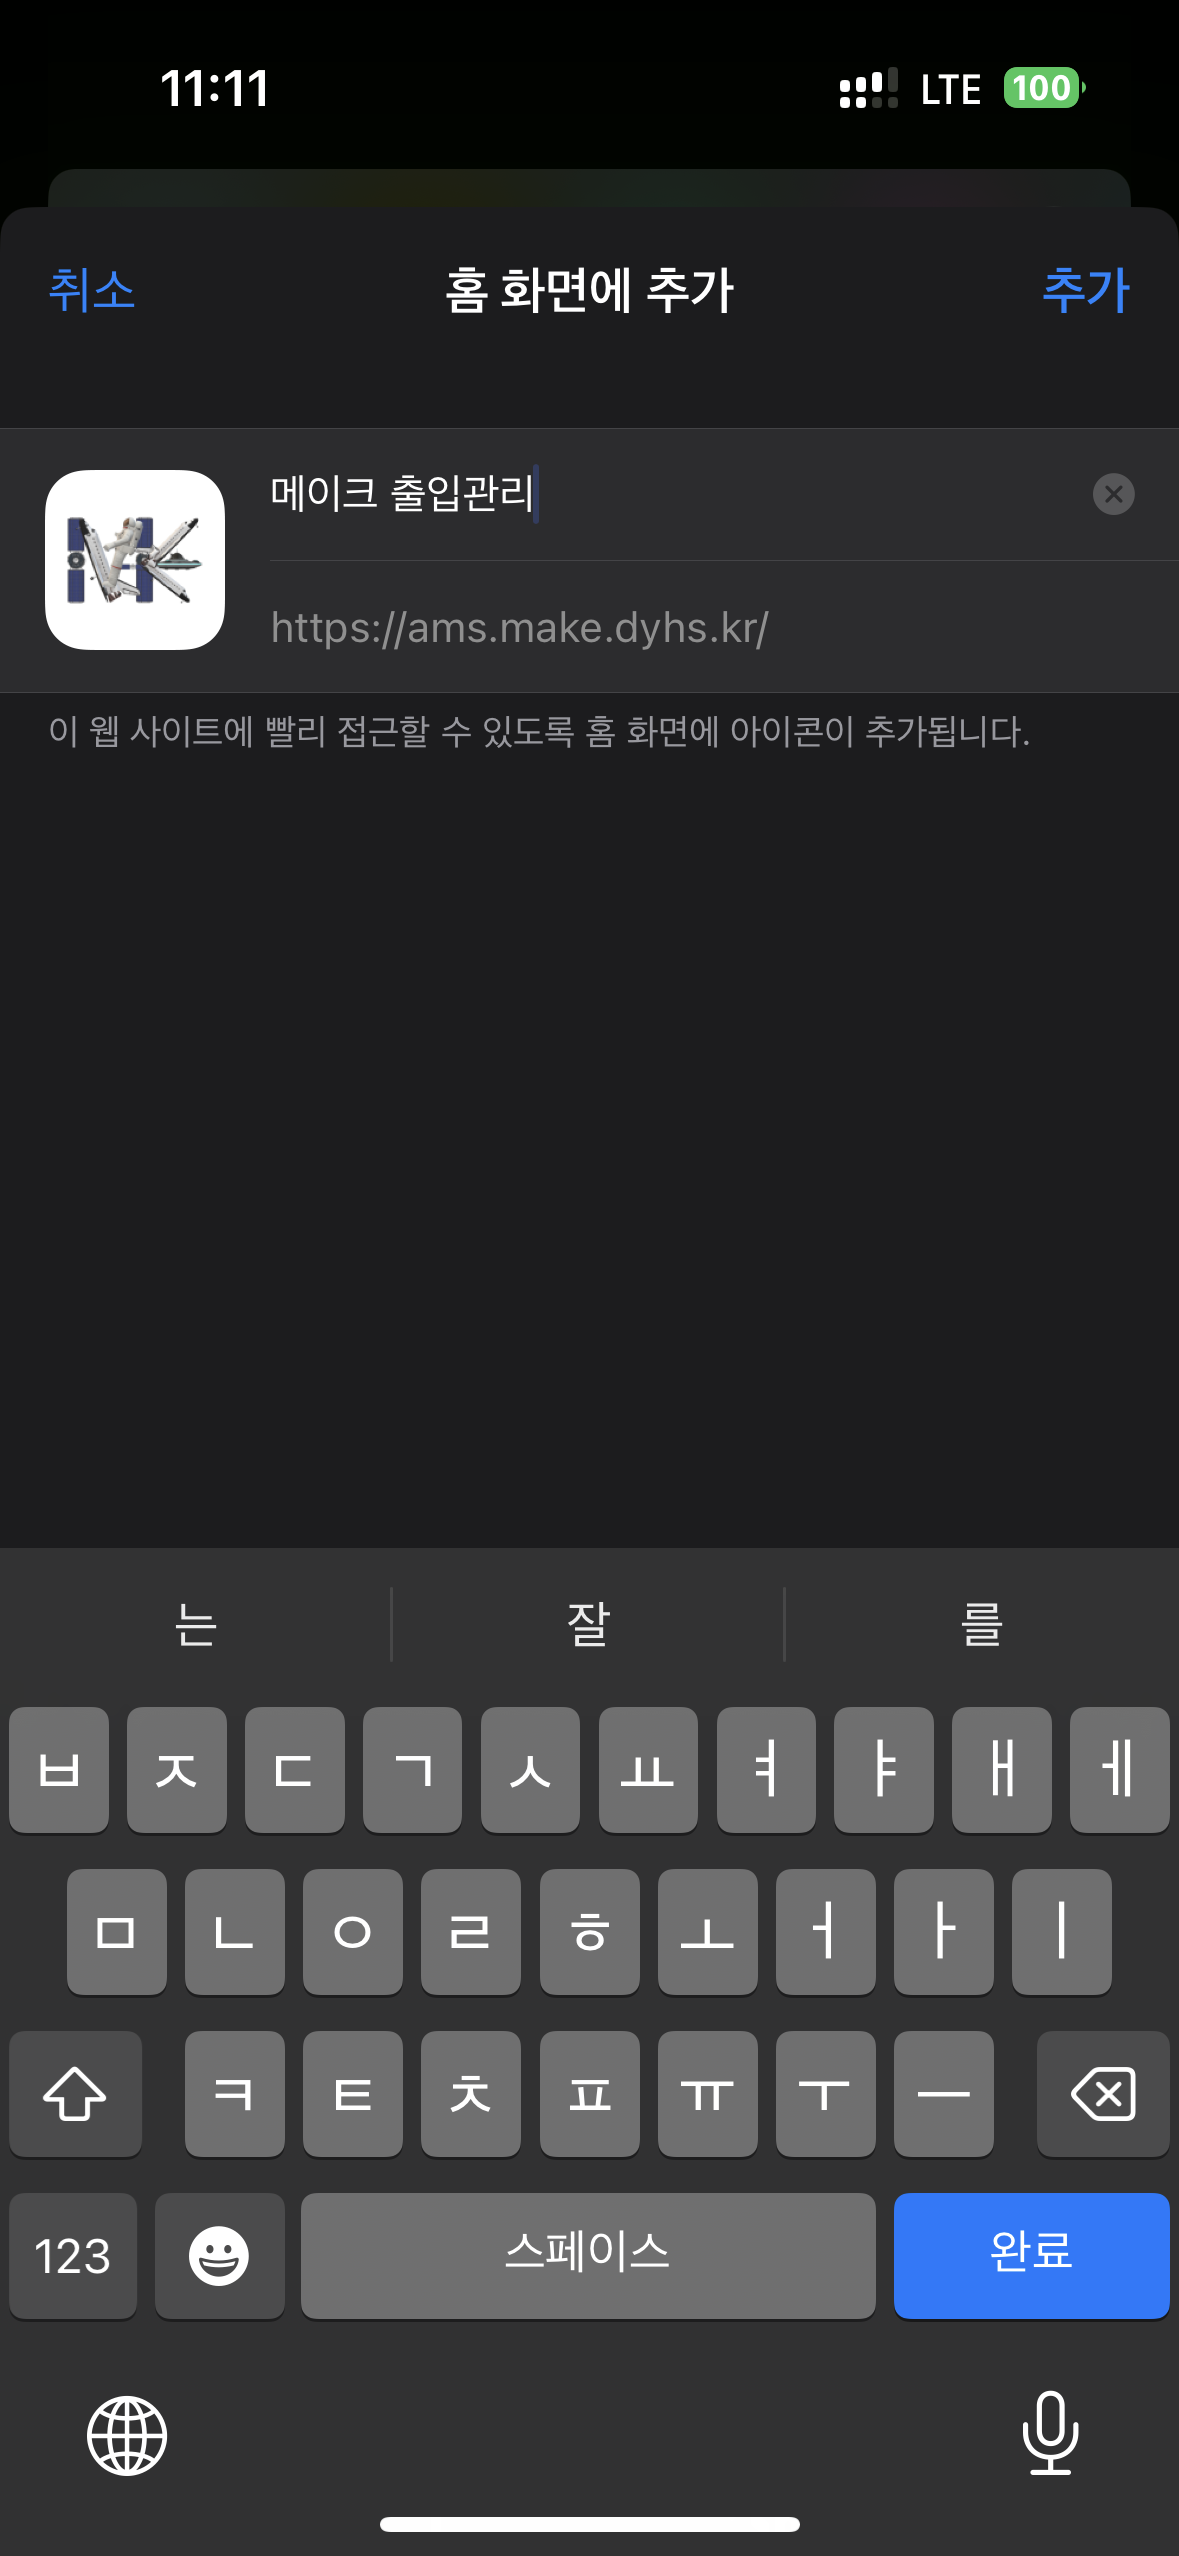 11:11
LTE
100
취소
홈 화면에 추가
추가
메이크 출입관리
https://ams.make.dyhs.kr/
이 웹 사이트에 빨리 접근할 수 있도록 홈 화면에 아이콘이 추가됩니다.
는 잘 를
ㅂ ㅈ ㄷ ㄱ ㅅ ㅛ ㅕ ㅑ ㅐ ㅔ
ㅁ ㄴ ㅇ ㄹ ㅎ ㅗ ㅓ ㅏ ㅣ
ㅋ ㅌ ㅊ ㅍ ㅠ ㅜ ㅡ
123 스페이스 완료